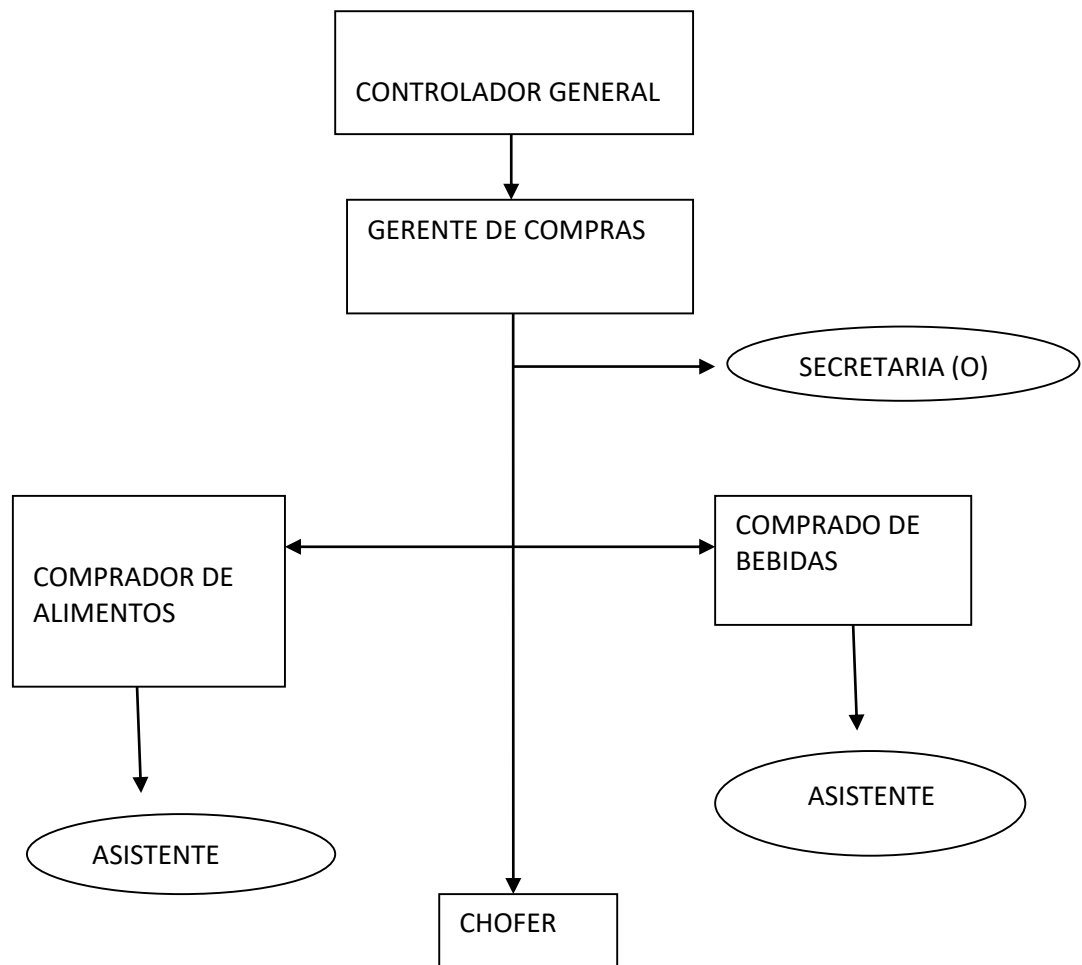 CONTROLADOR GENERAL
GERENTE DE COMPRAS
SECRETARIA (O)
COMPRADOR DE
ALIMENTOS
COMPRADO DE
BEBIDAS
ASISTENTE
ASISTENTE
CHOFER